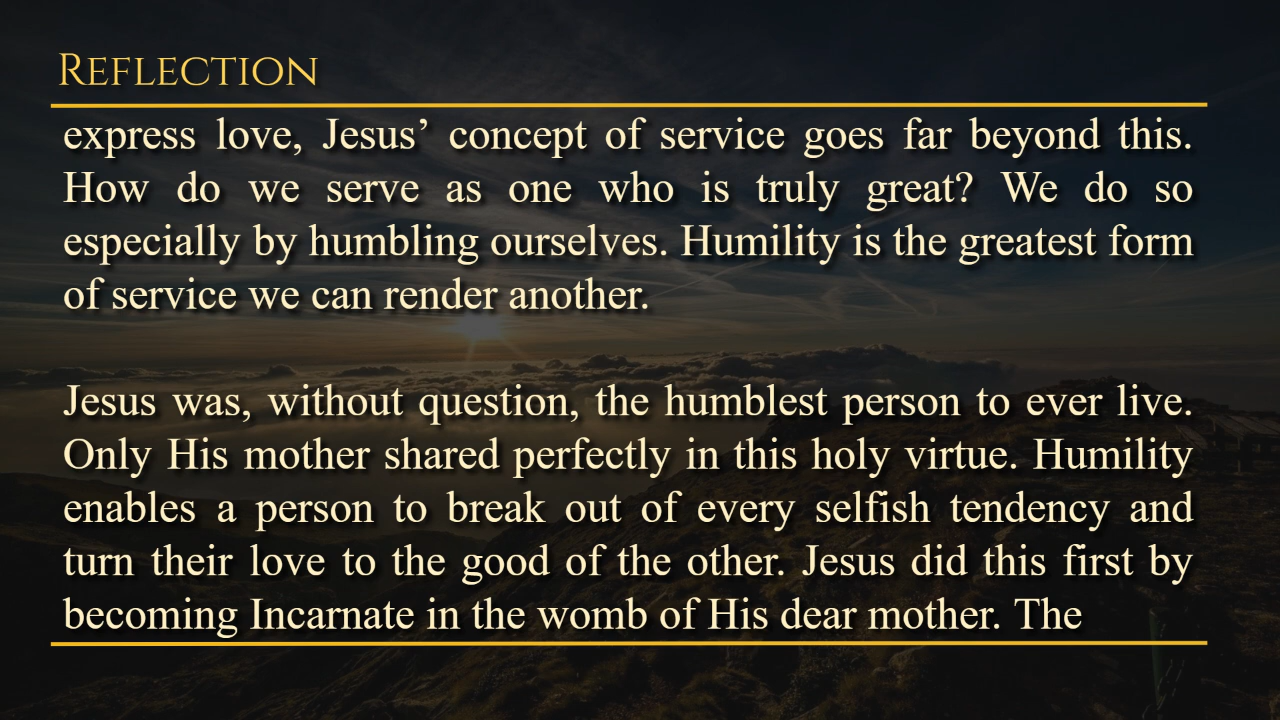 Reflection
express love, Jesus’ concept of service goes far beyond this.
How do we serve as one who is truly great? We do so
especially by humbling ourselves. Humility is the greatest form
of service we can render another.
Jesus was, without question, the humblest person to ever live.
Only His mother shared perfectly in this holy virtue. Humility
enables a person to break out of every selfish tendency and
turn their love to the good of the other. Jesus did this first by
becoming Incarnate in the womb of His dear mother. The